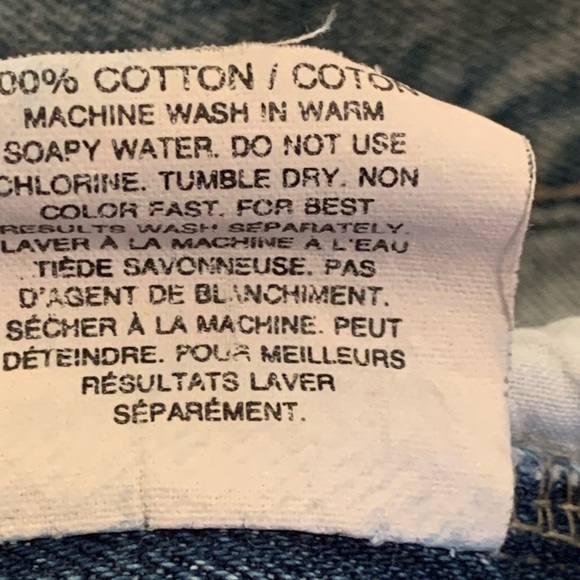 00% COTTON / COTON
MACHINE WASH IN WARM
SOAPY WATER. DO NOT USE
CHLORINE. TUMBLE DRY. NON
COLOR FAST. FOR BEST
RESULTS WASH SEPARATELY.
LAVER À LA MACHINE A L'EAU
TIÈDE SAVONNEUSE. PAS
D'AGENT DE BLANCHIMENT.
SÉCHER À LA MACHINE. PEUT
DÉTEINDRE. POUR MEILLEURS
RÉSULTATS LAVER
SÉPARÉMENT.